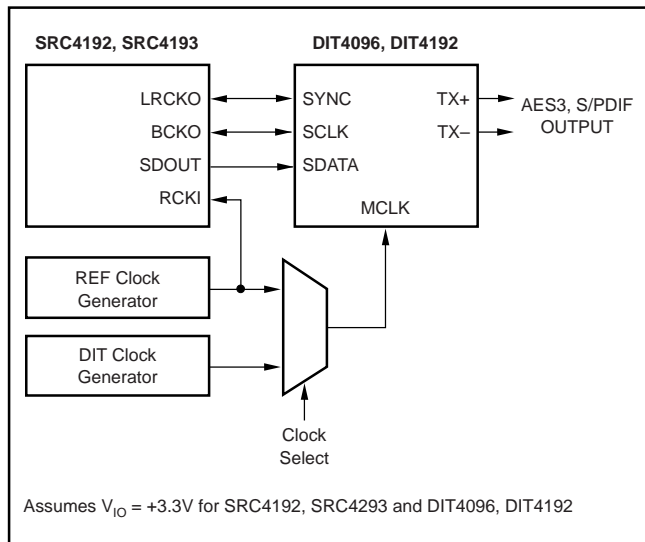 SRC4192, SRC4193
DIT4096, DIT4192
LRCKO
SYNC
TX+
AES3, S/PDIF
OUTPUT
BCKO
SCLK
TX–
SDOUT
SDATA
RCKI
MCLK
REF Clock
Generator
DIT Clock
Generator
Clock
Select
Assumes VIO = +3.3V for SRC4192, SRC4293 and DIT4096, DIT4192